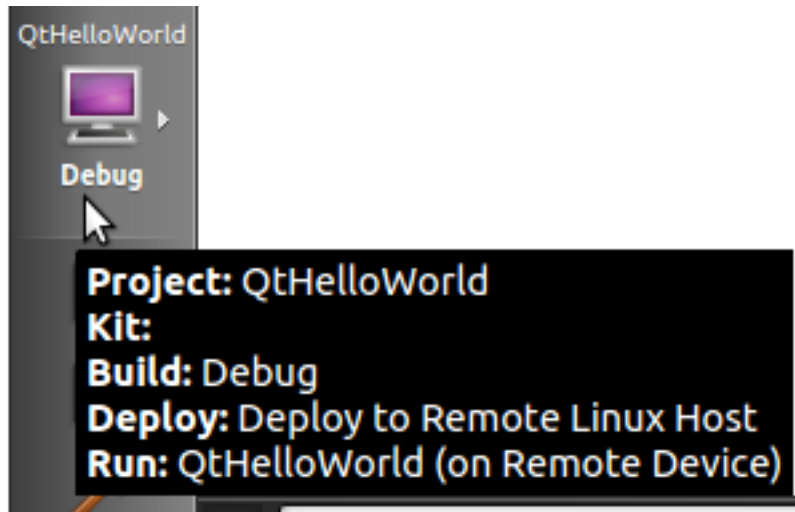 QtHelloWorld
Debug
Project: QtHelloWorld
Kit:
Build: Debug
Deploy: Deploy to Remote Linux Host
Run: QtHelloWorld (on Remote Device)